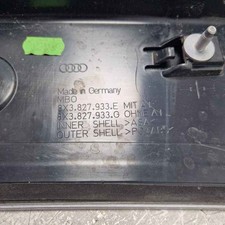 Made in Germany
MBO
8X3.827.933.E MIT
8X3.827.933.G OHNE
INNER SHELL
OUTER SHELL